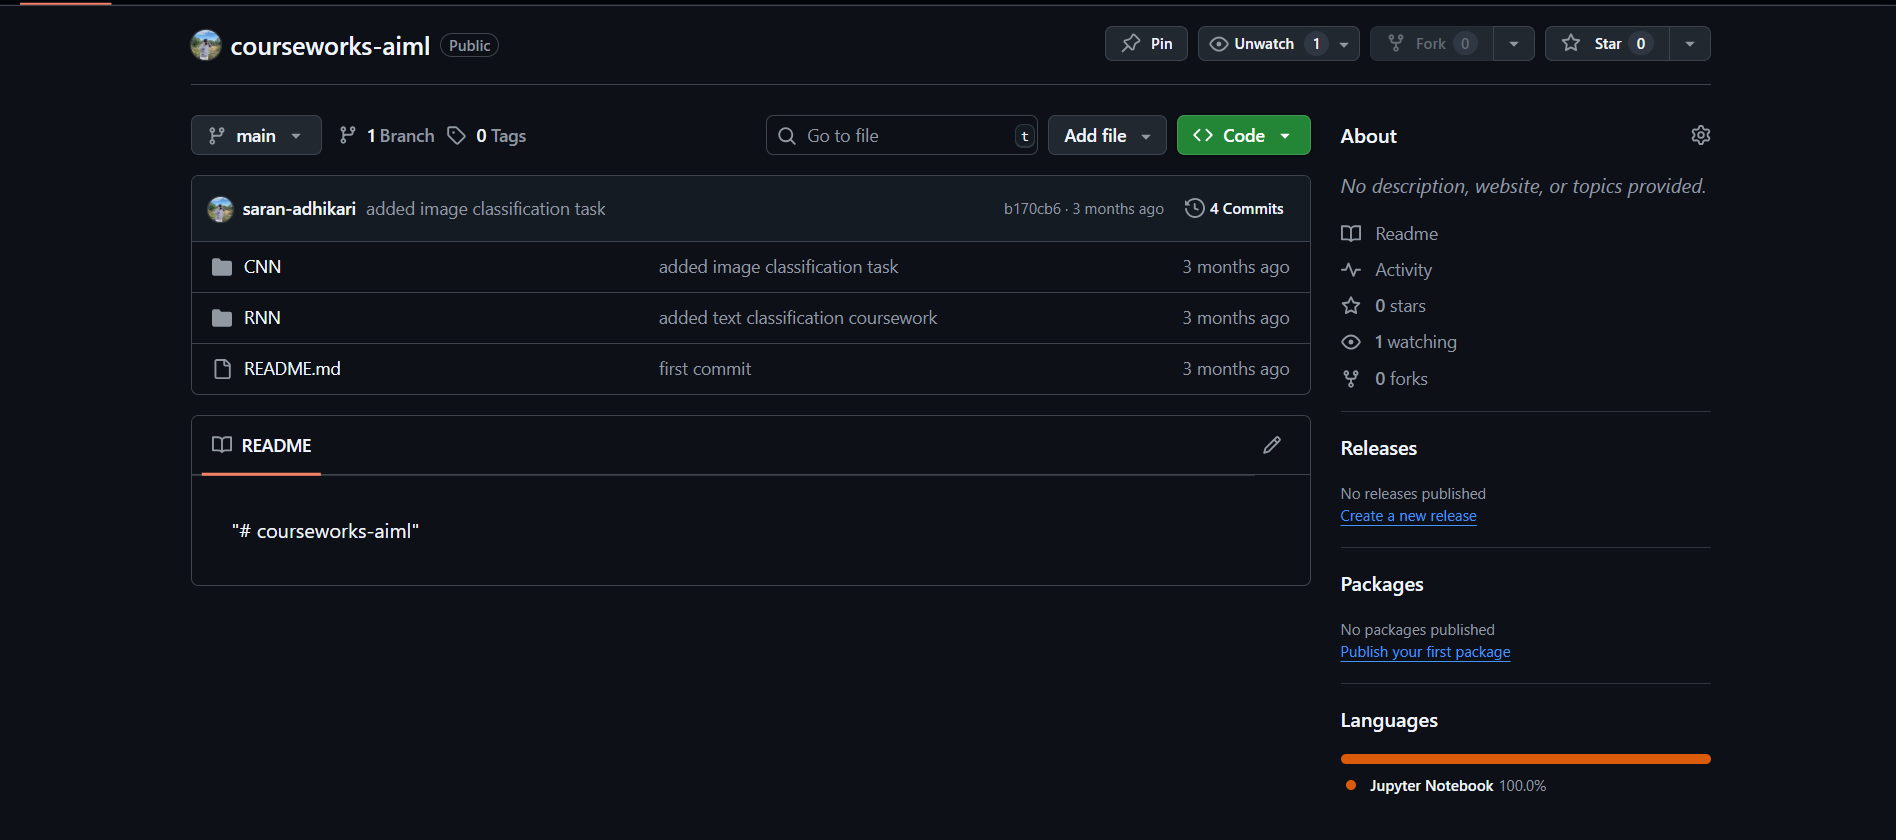 courseworks-aiml Public
Pin Unwatch 1 Fork 0 Star 0
main 1 Branch 0 Tags Go to file t Add file Code
saran-adhikari added image classification task b170cb6 · 3 months ago 4 Commits
CNN added image classification task 3 months ago
RNN added text classification coursework 3 months ago
README.md first commit 3 months ago
README
"# courseworks-aiml"
About
No description, website, or topics provided.
Readme
Activity
0 stars
1 watching
0 forks
Releases
No releases published
Create a new release
Packages
No packages published
Publish your first package
Languages
Jupyter Notebook 100.0%